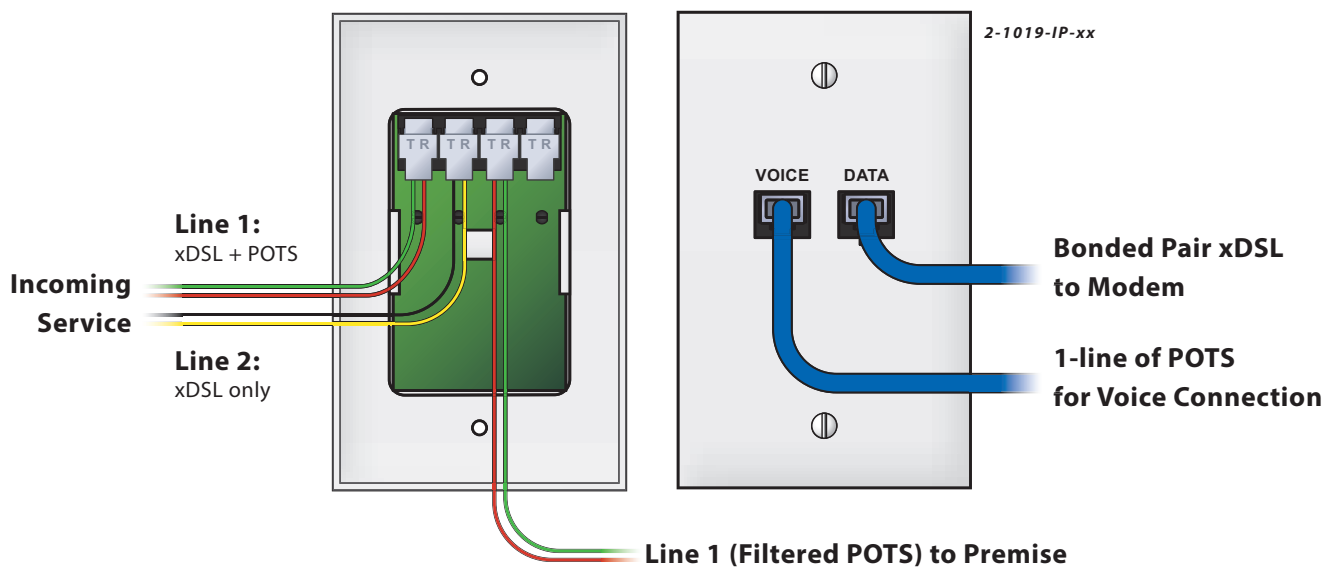 2-1019-IP-xx
T R T R T R T R
VOICE DATA
Line 1:
xDSL + POTS
Incoming
Service
Line 2:
xDSL only
Bonded Pair xDSL
to Modem
1-line of POTS
for Voice Connection
Line 1 (Filtered POTS) to Premise